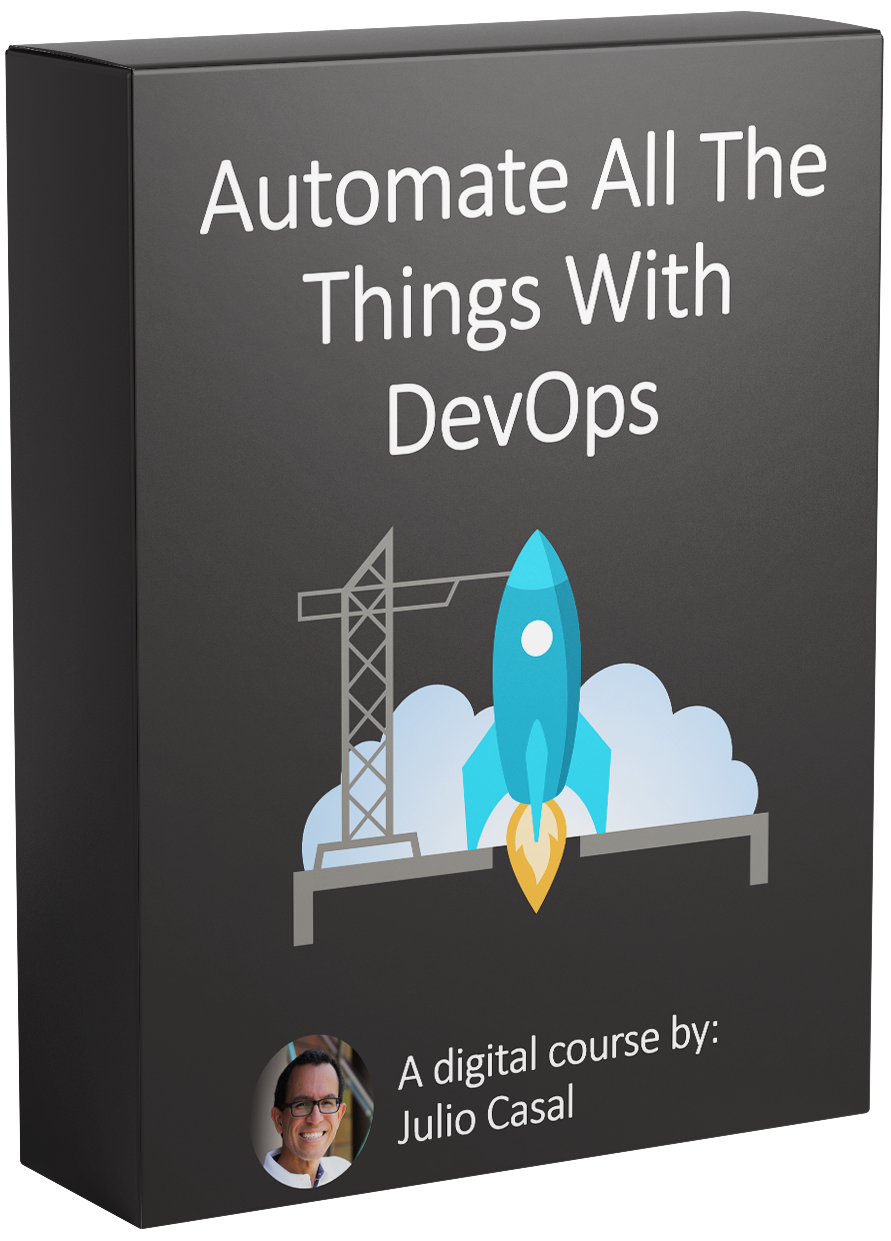 Automate All The
Things With
DevOps
A digital course by:
Julio Casal